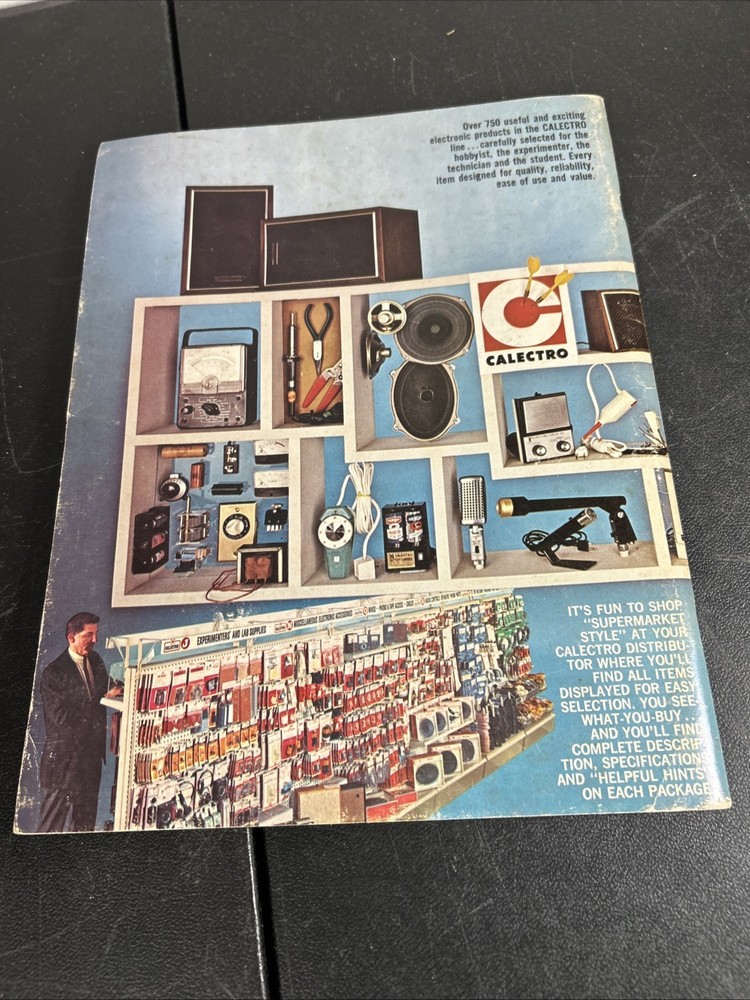 Over 750 useful and exciting
electronic products in the CALECTRO
line...carefully selected for the
hobbyist, the experimenter, the
technician and the student. Every
item designed for quality, reliability,
ease of use and value.
CALECTRO
J EXPERIMENTERS AND LAB SUPPLIES
MISCELLANEOUS ELECTRONIC ACCESSORIES
IT'S FUN TO SHOP
"SUPERMARKET
STYLE" AT YOUR
CALECTRO DISTRIBU-
TOR WHERE YOU'LL
FIND ALL ITEMS
DISPLAYED FOR EASY
SELECTION. YOU SEE-
WHAT-YOU-BUY...
AND YOU'LL FIND
COMPLETE DESCRIP-
TION, SPECIFICATIONS
AND "HELPFUL HINTS"
ON EACH PACKAGE